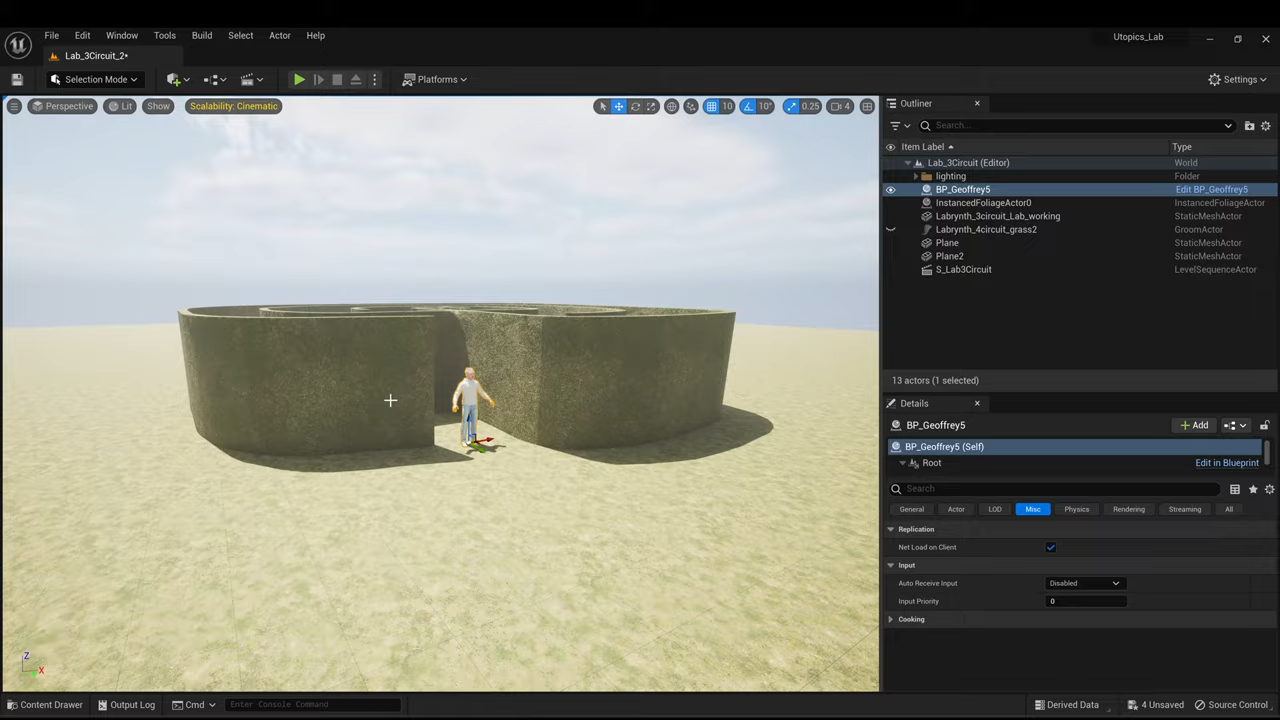 File Edit Window Tools Build Select Actor Help
Utopics_Lab
Lab_3Circuit_2*
Selection Mode
Platforms
Settings
Perspective Lit Show Scalability: Cinematic
10 10° 0.25 4
Outliner
Search...
Item Label Type
Lab_3Circuit (Editor) World
lighting Folder
BP_Geoffrey5 Edit BP_Geoffrey5
InstancedFoliageActor0 InstancedFoliageActor
Labrynth_3circuit_Lab_working StaticMeshActor
Labrynth_4circuit_grass2 GroomActor
Plane StaticMeshActor
Plane2 StaticMeshActor
S_Lab3Circuit LevelSequenceActor
13 actors (1 selected)
Details
BP_Geoffrey5
Add
BP_Geoffrey5 (Self)
Root Edit in Blueprint
Search
General Actor LOD Misc Physics Rendering Streaming All
Replication
Net Load on Client
Input
Auto Receive Input Disabled
Input Priority 0
Cooking
Z
X
Content Drawer Output Log Cmd Enter Console Command Derived Data 4 Unsaved Source Control